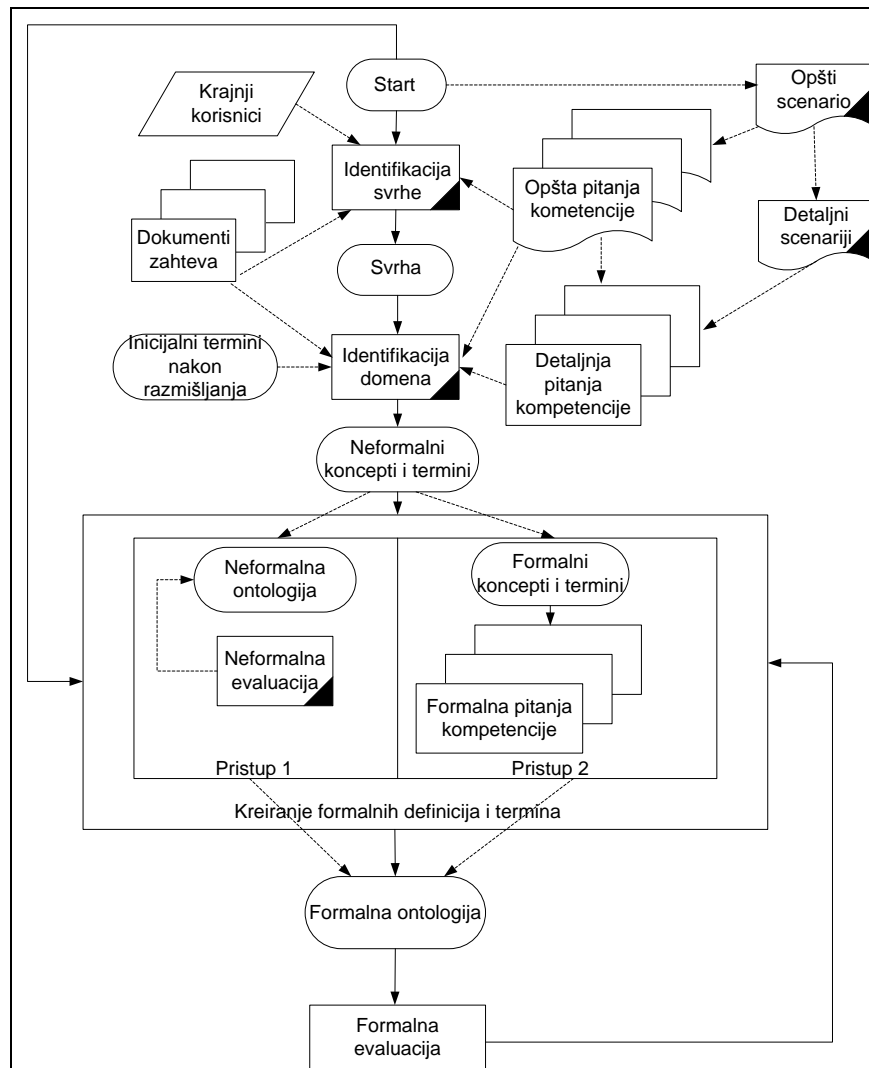 Start
Opšti
scenario
Krajnji
korisnici
Identifikacija
svrhe
Opšta pitanja
kometencije
Detaljni
scenariji
Dokumenti
zahteva
Svrha
Inicijalni termini
nakon
razmišljanja
Identifikacija
domena
Detaljnja
pitanja
kompetencije
Neformalni
koncepti i termini
Neformalna
ontologija
Formalni
koncepti i termini
Neformalna
evaluacija
Formalna pitanja
kompetencije
Pristup 1
Pristup 2
Kreiranje formalnih definicija i termina
Formalna ontologija
Formalna
evaluacija